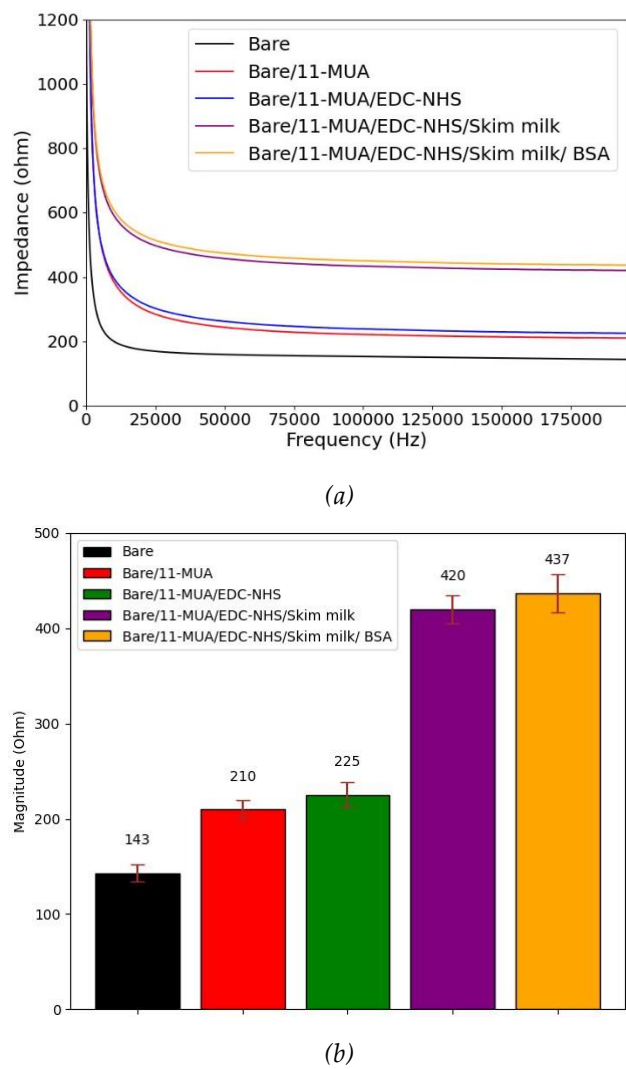 1200
1000
800
600
400
200
0
Impedance (ohm)
Bare
Bare/11-MUA
Bare/11-MUA/EDC-NHS
Bare/11-MUA/EDC-NHS/Skim milk
Bare/11-MUA/EDC-NHS/Skim milk/ BSA
0 25000 50000 75000 100000 125000 150000 175000
Frequency (Hz)
(a)
500
400
300
200
100
0
Magnitude (Ohm)
Bare
Bare/11-MUA
Bare/11-MUA/EDC-NHS
Bare/11-MUA/EDC-NHS/Skim milk
Bare/11-MUA/EDC-NHS/Skim milk/ BSA
143
210
225
420
437
(b)